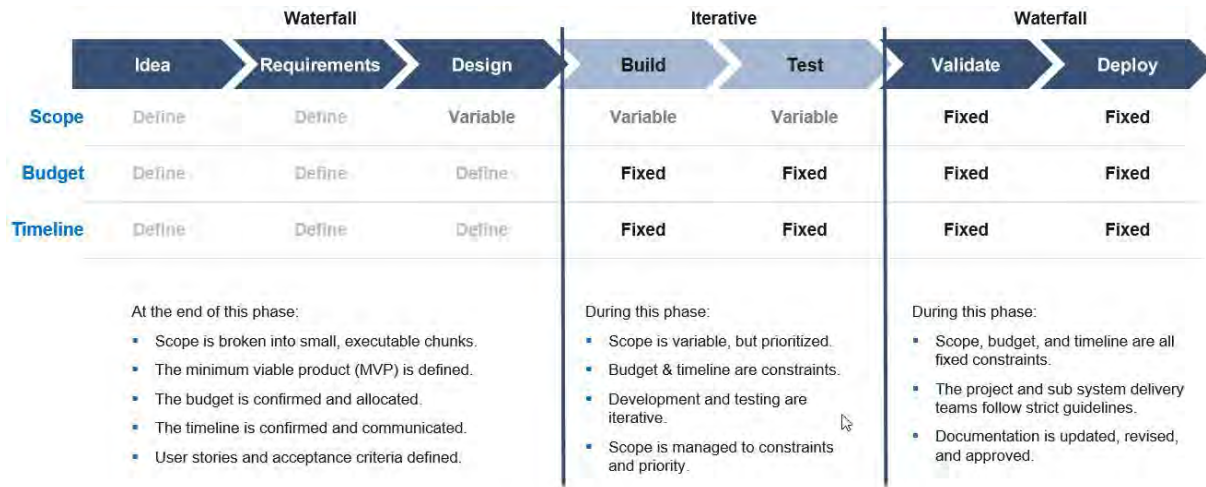 Waterfall Iterative Waterfall
Idea Requirements Design Build Test Validate Deploy
Scope Define Define Variable Variable Variable Fixed Fixed
Budget Define Define Define Fixed Fixed Fixed Fixed
Timeline Define Define Define Fixed Fixed Fixed Fixed
At the end of this phase:
▪ Scope is broken into small, executable chunks.
▪ The minimum viable product (MVP) is defined.
▪ The budget is confirmed and allocated.
▪ The timeline is confirmed and communicated.
▪ User stories and acceptance criteria defined.
During this phase:
▪ Scope is variable, but prioritized.
▪ Budget & timeline are constraints.
▪ Development and testing are
iterative.
▪ Scope is managed to constraints
and priority.
During this phase:
▪ Scope, budget, and timeline are all
fixed constraints.
▪ The project and sub system delivery
teams follow strict guidelines.
▪ Documentation is updated, revised,
and approved.